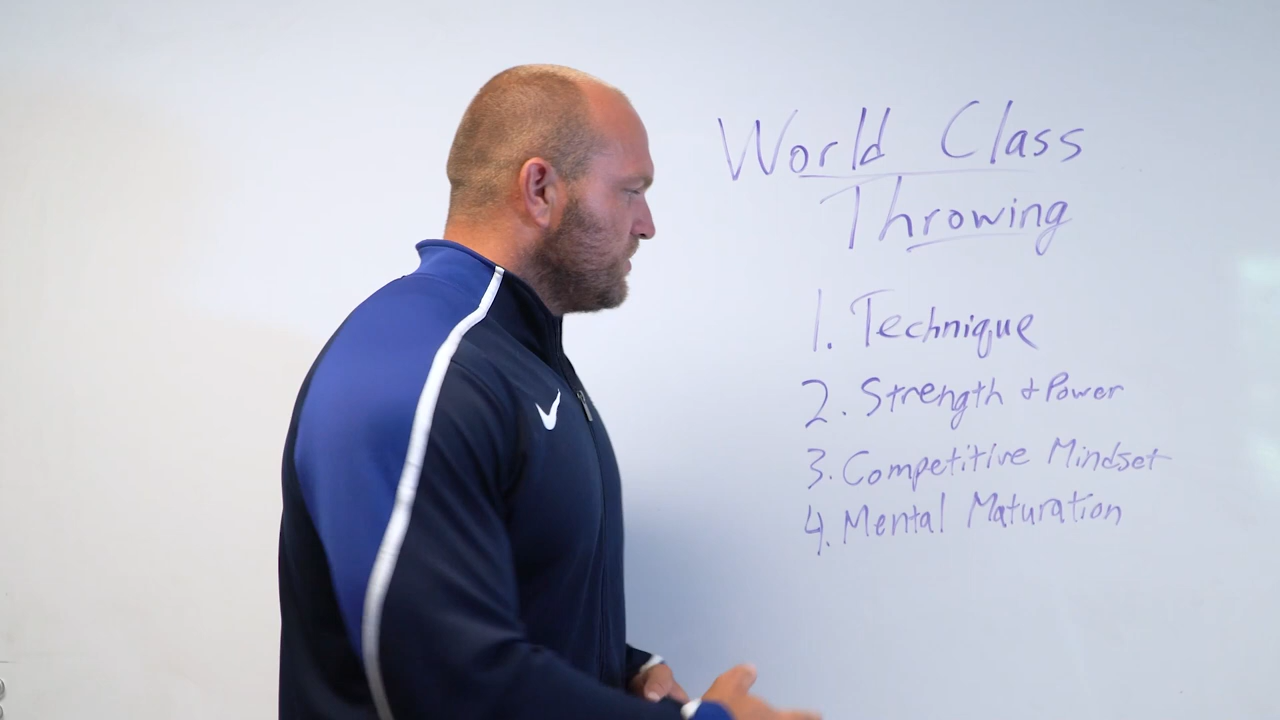 World Class
Throwing
1. Technique
2. Strength + Power
3. Competitive Mindset
4. Mental Maturation